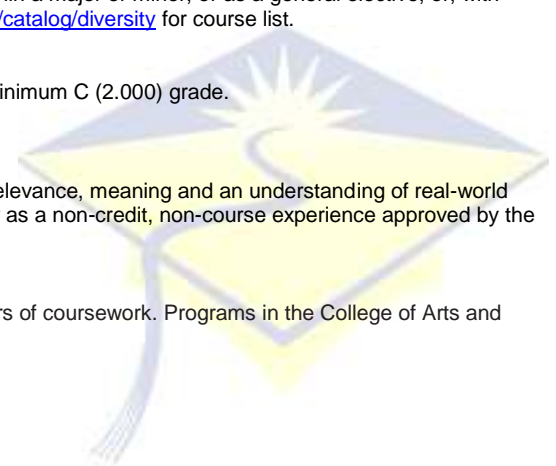 /catalog/diversity for course list.
inimum C (2.000) grade.
elevance, meaning and an understanding of real-world
as a non-credit, non-course experience approved by the
rs of coursework. Programs in the College of Arts and